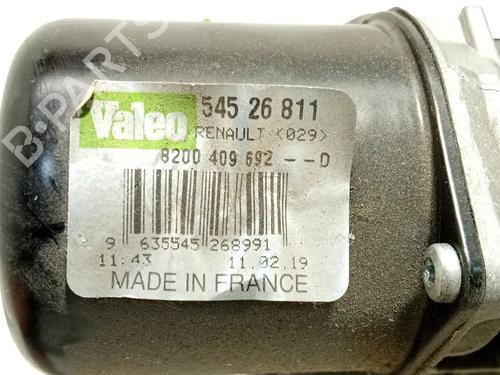 Valeo
545 26 811
RENAULT <029>
8200 409 692 -- D
9 635545 268991
11:43 11.02.19
MADE IN FRANCE
B-PARTS